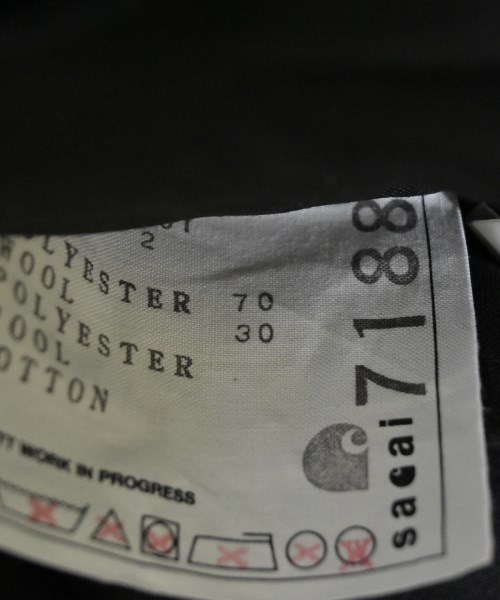 2
POLYESTER 70
WOOL 30
POLYESTER
WOOL
COTTON
WORK IN PROGRESS
sacai 7188